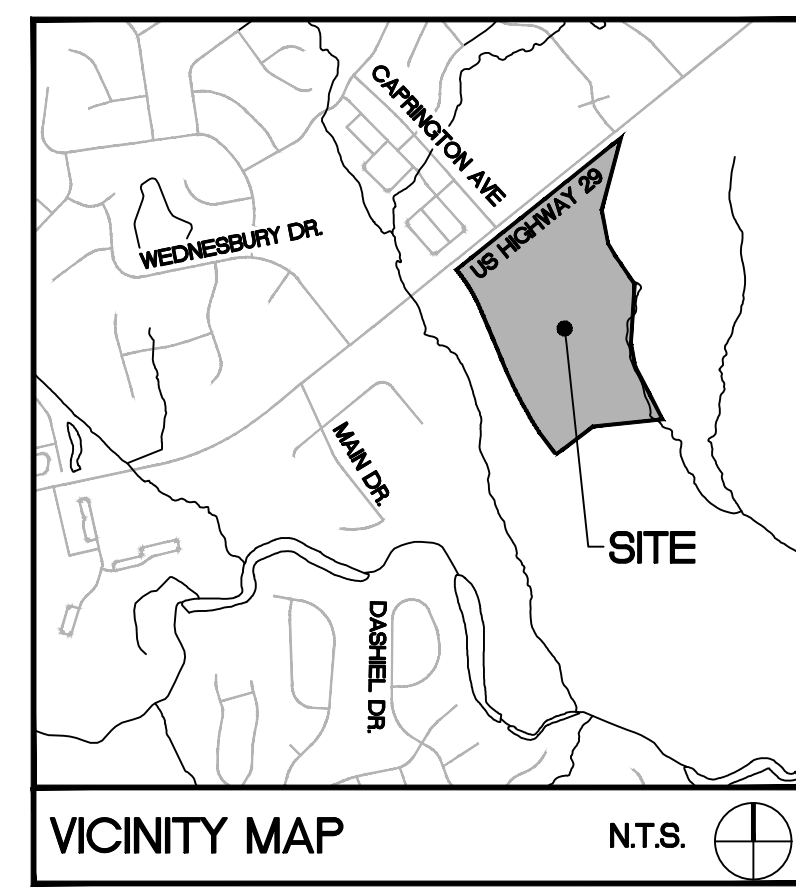 CAPRINGTON AVE
US HIGHWAY 29
WEDNESBURY DR.
MAIN DR.
SITE
DASHIEL DR.
VICINITY MAP
N.T.S.